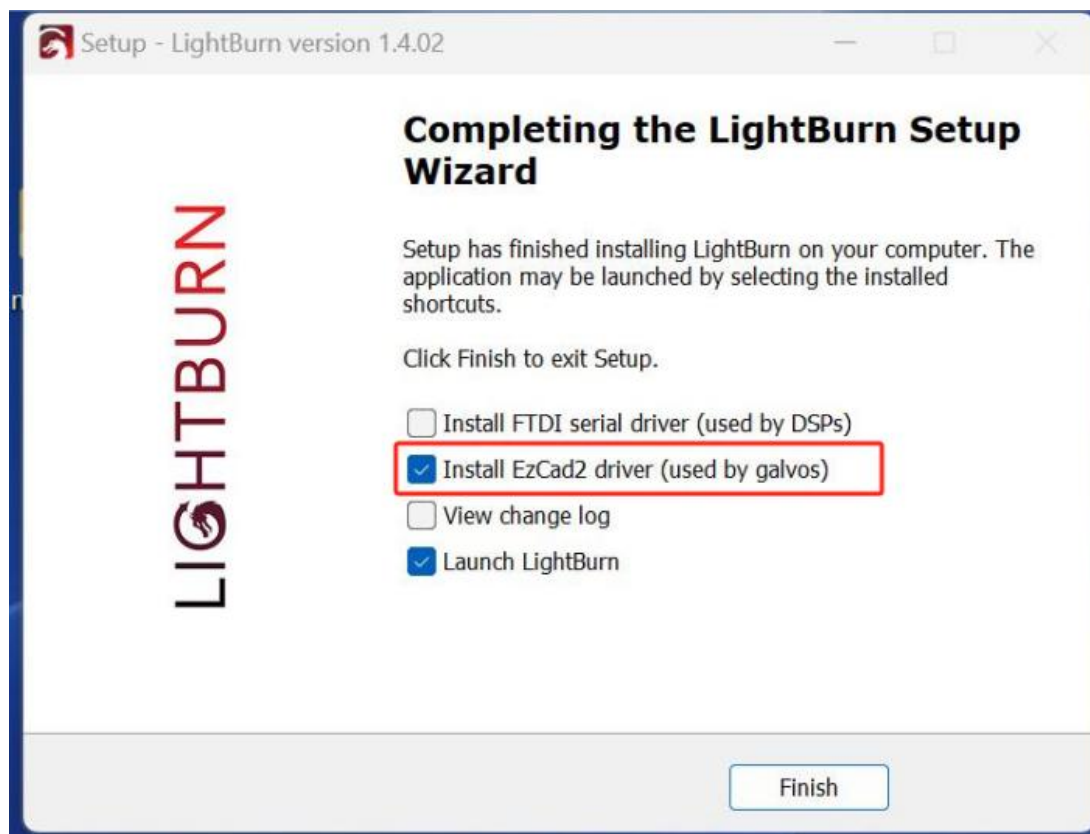 Setup - LightBurn version 1.4.02
Completing the LightBurn Setup
Wizard
LIGHTBURN
Setup has finished installing LightBurn on your computer. The
application may be launched by selecting the installed
shortcuts.
Click Finish to exit Setup.
Install FTDI serial driver (used by DSPs)
Install EzCad2 driver (used by galvos)
View change log
Launch LightBurn
Finish